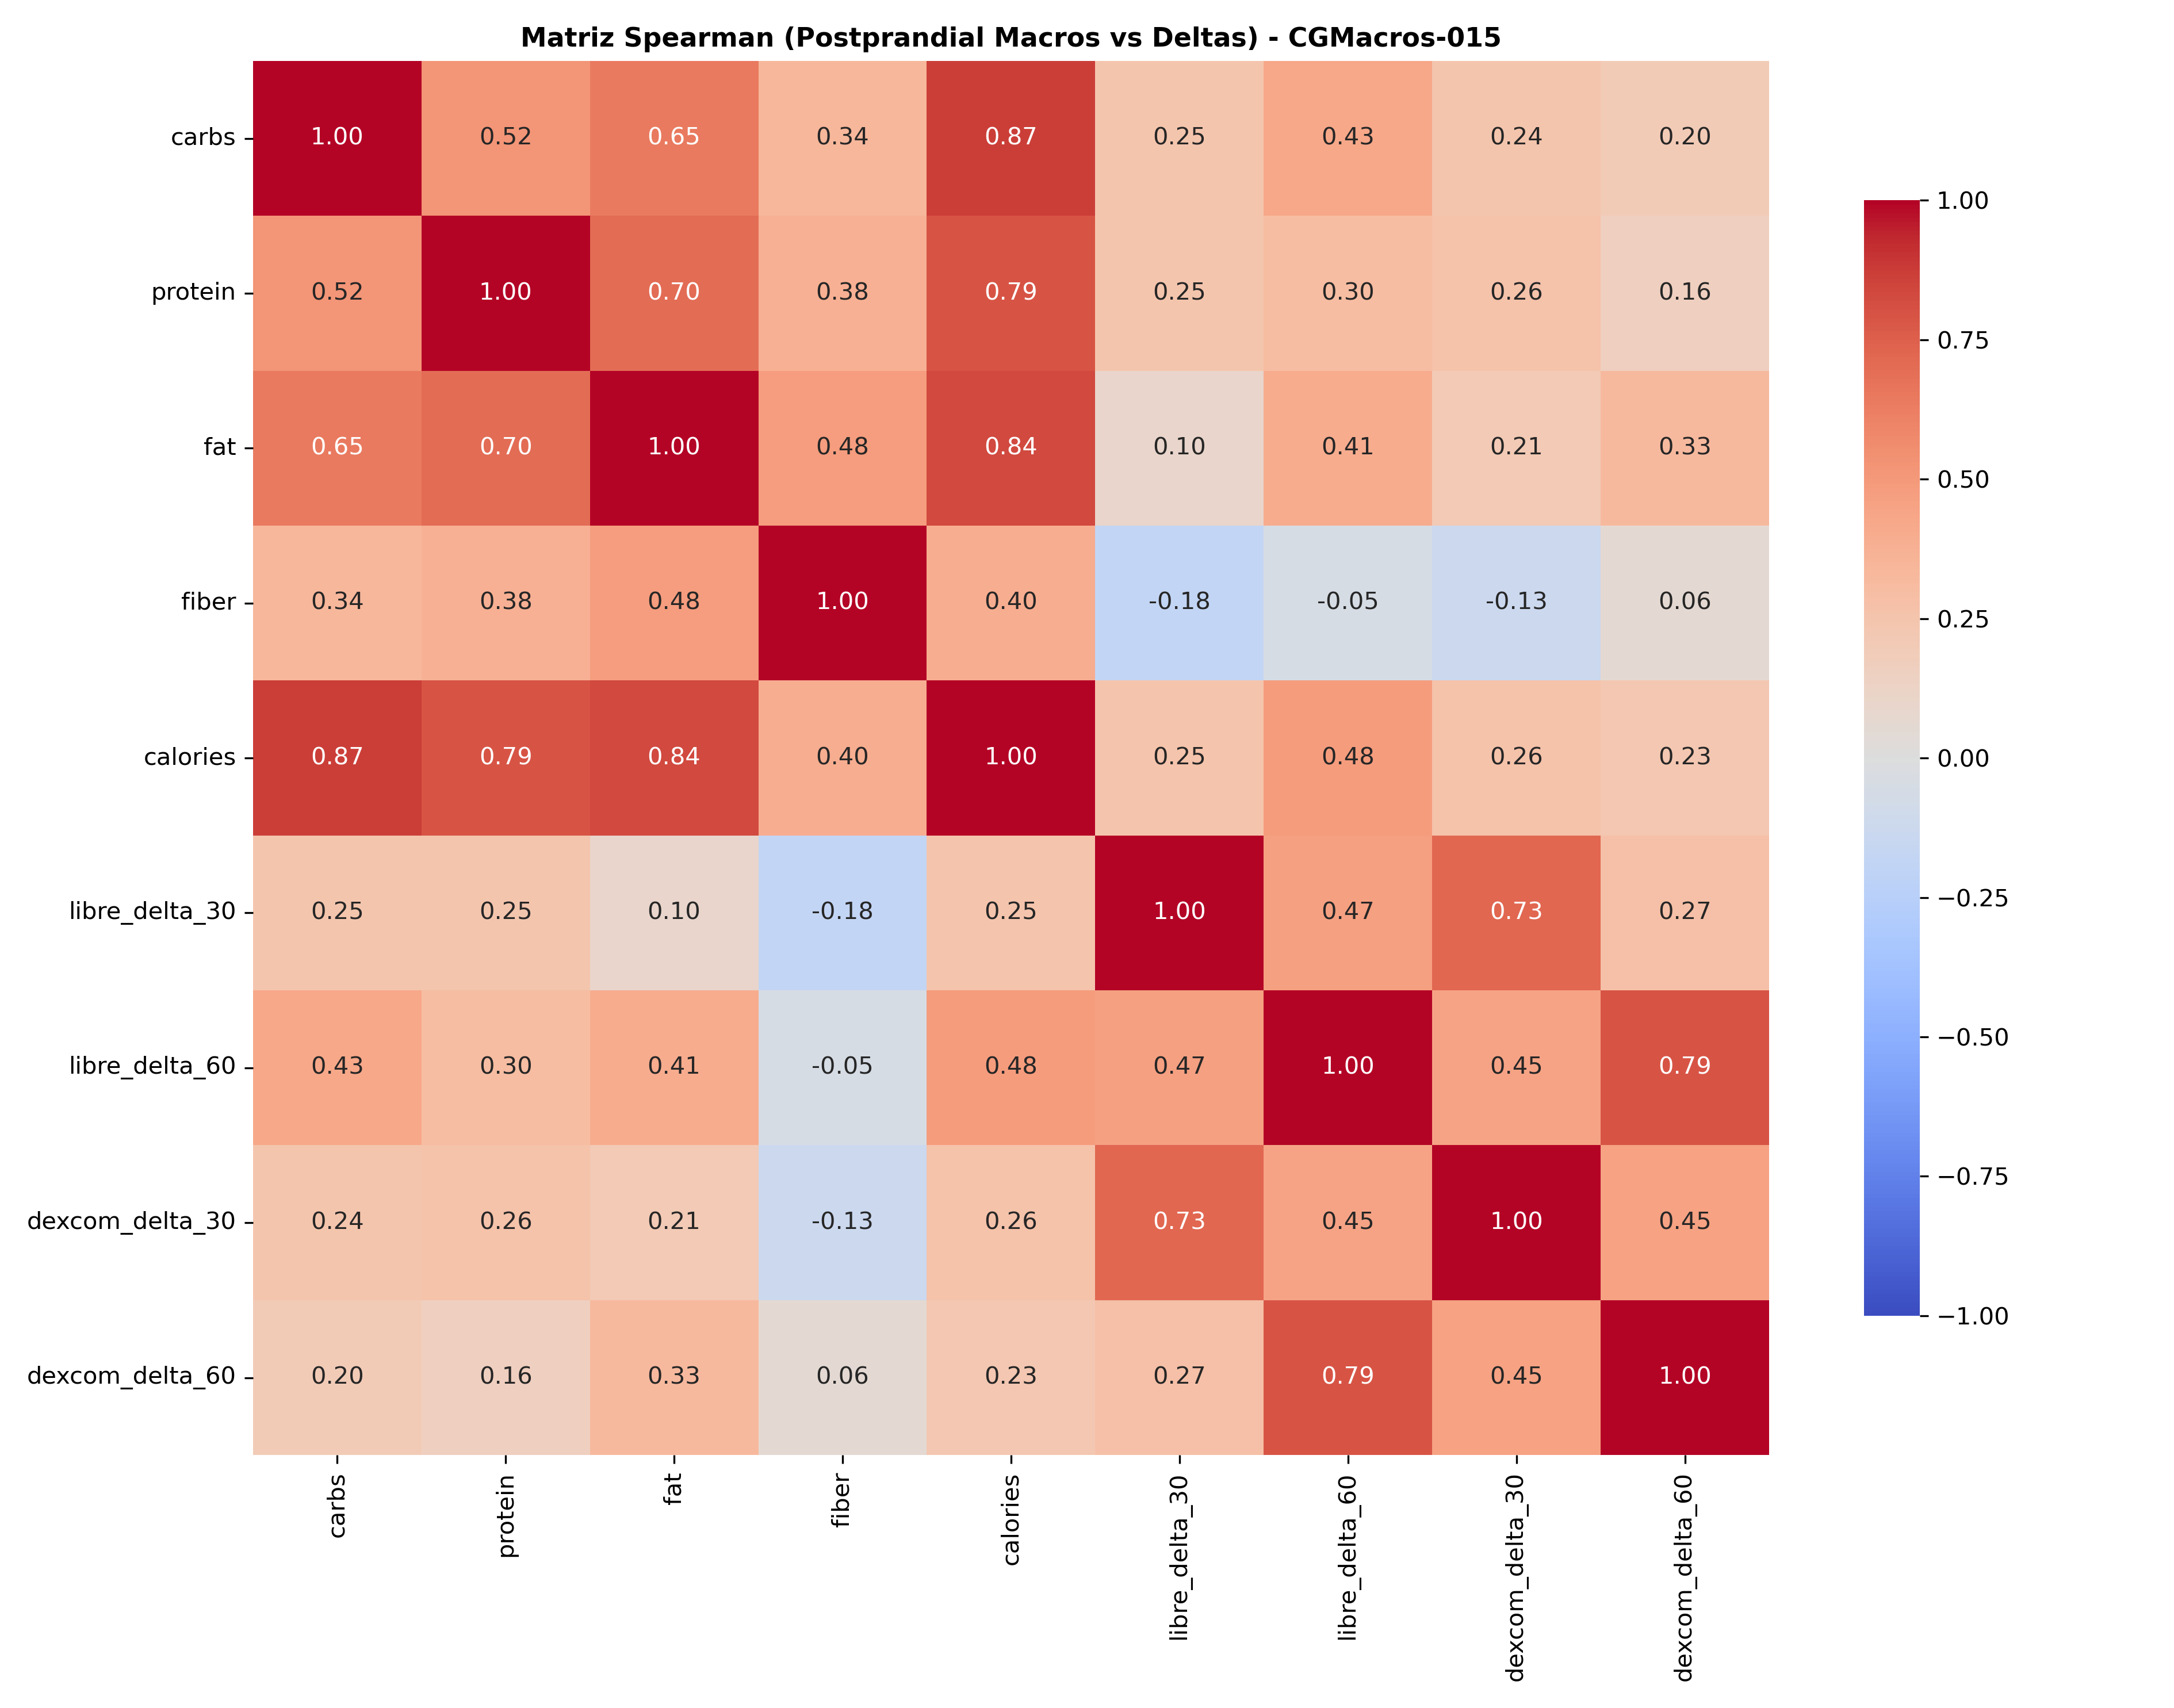 Matriz Spearman (Postprandial Macros vs Deltas) - CGMacros-015
carbs 1.00 0.52 0.65 0.34 0.87 0.25 0.43 0.24 0.20
protein 0.52 1.00 0.70 0.38 0.79 0.25 0.30 0.26 0.16
fat 0.65 0.70 1.00 0.48 0.84 0.10 0.41 0.21 0.33
fiber 0.34 0.38 0.48 1.00 0.40 -0.18 -0.05 -0.13 0.06
calories 0.87 0.79 0.84 0.40 1.00 0.25 0.48 0.26 0.23
libre_delta_30 0.25 0.25 0.10 -0.18 0.25 1.00 0.47 0.73 0.27
libre_delta_60 0.43 0.30 0.41 -0.05 0.48 0.47 1.00 0.45 0.79
dexcom_delta_30 0.24 0.26 0.21 -0.13 0.26 0.73 0.45 1.00 0.45
dexcom_delta_60 0.20 0.16 0.33 0.06 0.23 0.27 0.79 0.45 1.00
carbs protein fat fiber calories libre_delta_30 libre_delta_60 dexcom_delta_30 dexcom_delta_60
1.00
0.75
0.50
0.25
0.00
−0.25
−0.50
−0.75
−1.00